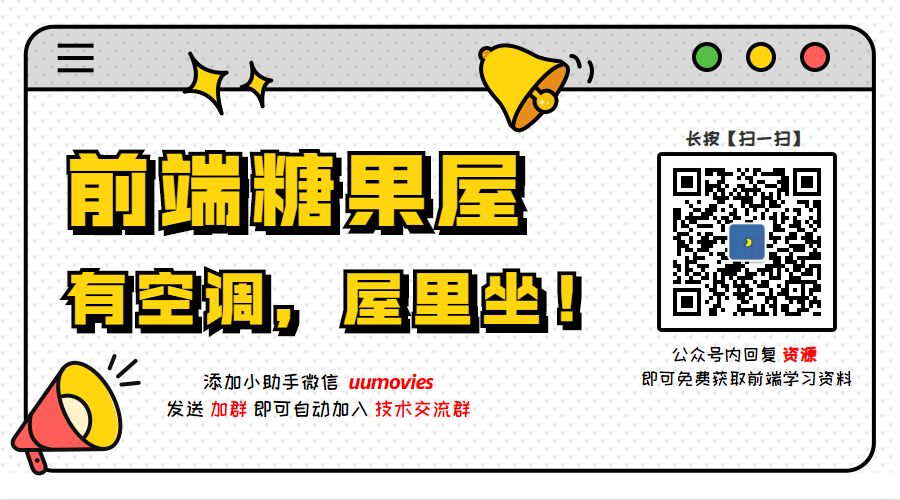 长按【扫一扫】
前端糖果屋
有空调，屋里坐！
公众号内回复 资源
即可免费获取前端学习资料
添加小助手微信 uumovies
发送 加群 即可自动加入 技术交流群